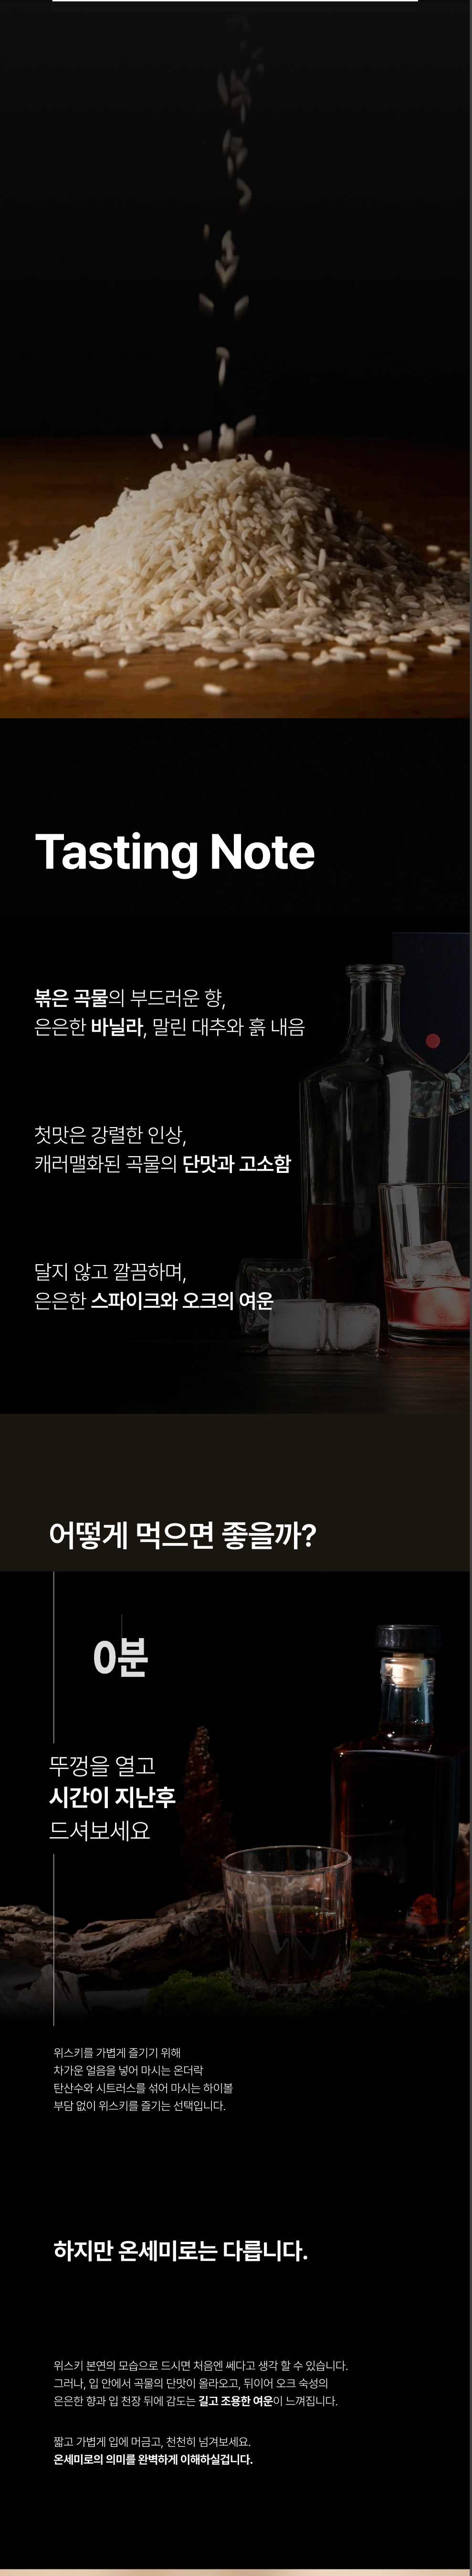 Tasting Note
볶은 곡물의 부드러운 향,
은은한 바닐라, 말린 대추와 흙 내음
첫맛은 강렬한 인상,
캐러맬화된 곡물의 단맛과 고소함
달지 않고 깔끔하며,
은은한 스파이크와 오크의 여운
어떻게 먹으면 좋을까?
0분
뚜껑을 열고
시간이 지난후
드셔보세요
위스키를 가볍게 즐기기 위해
차가운 얼음을 넣어 마시는 온더락
탄산수와 시트러스를 섞어 마시는 하이볼
부담 없이 위스키를 즐기는 선택입니다.
하지만 온세미로는 다릅니다.
위스키 본연의 모습으로 드시면 처음엔 쎄다고 생각 할 수 있습니다.
그러나, 입 안에서 곡물의 단맛이 올라오고, 뒤이어 오크 숙성의
은은한 향과 입 천장 뒤에 감도는 길고 조용한 여운이 느껴집니다.
짧고 가볍게 입에 머금고, 천천히 넘겨보세요.
온세미로의 의미를 완벽하게 이해하실겁니다.